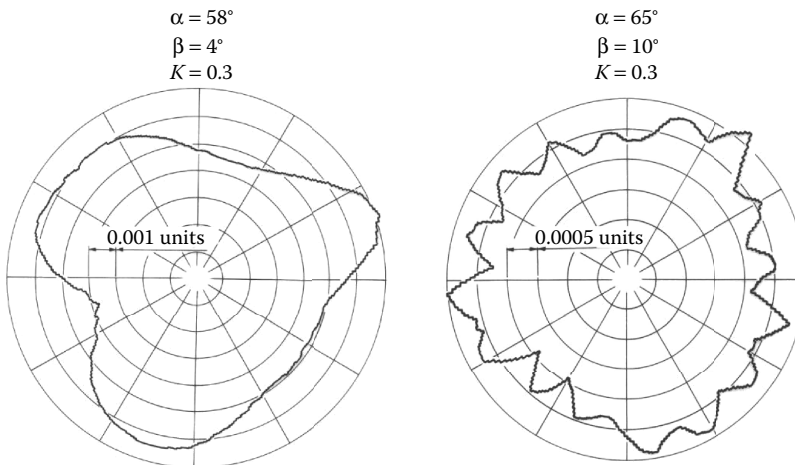 α = 58°
β = 4°
K = 0.3
0.001 units
α = 65°
β = 10°
K = 0.3
0.0005 units